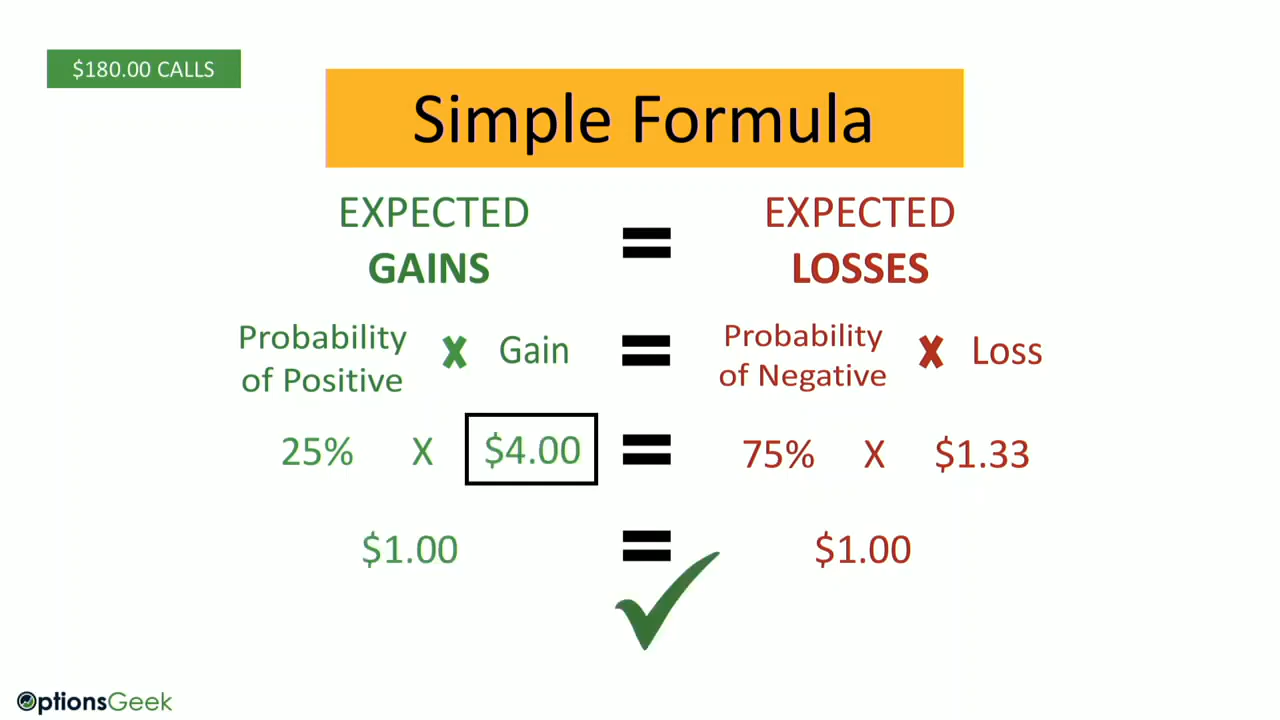 $180.00 CALLS
Simple Formula
EXPECTED GAINS = EXPECTED LOSSES
Probability of Positive X Gain = Probability of Negative X Loss
25% X $4.00 = 75% X $1.33
$1.00 = $1.00
OptionsGeek